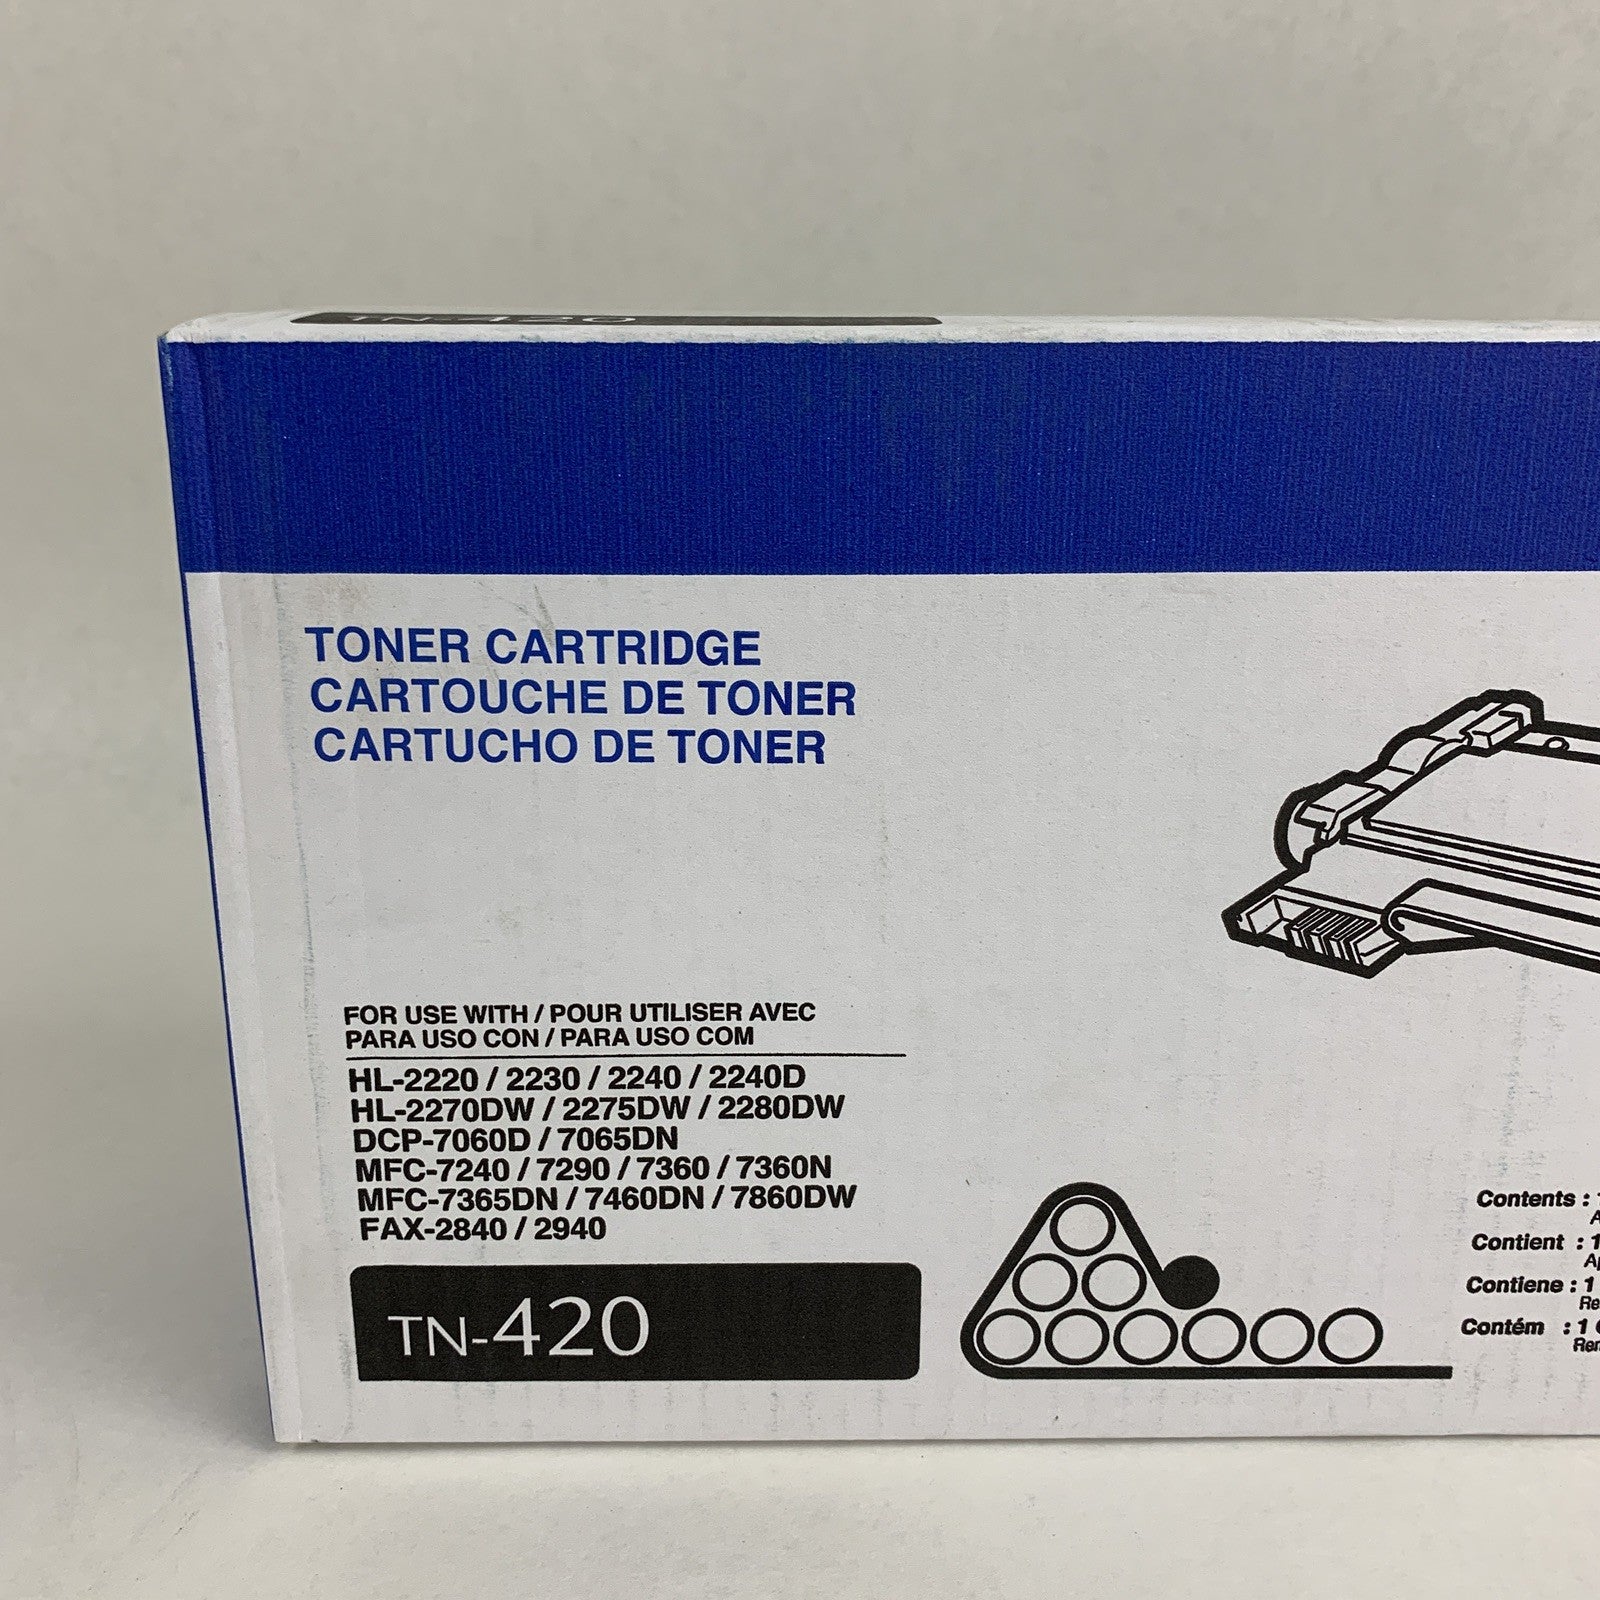 TN-420
TONER CARTRIDGE
CARTOUCHE DE TONER
CARTUCHO DE TONER
FOR USE WITH / POUR UTILISER AVEC
PARA USO CON / PARA USO COM
HL-2220 / 2230 / 2240 / 2240D
HL-2270DW / 2275DW / 2280DW
DCP-7060D / 7065DN
MFC-7240 / 7290 / 7360 / 7360N
MFC-7365DN / 7460DN / 7860DW
FAX-2840 / 2940
TN-420
Contents :
Contient : 1
Contiene : 1
Contém : 1